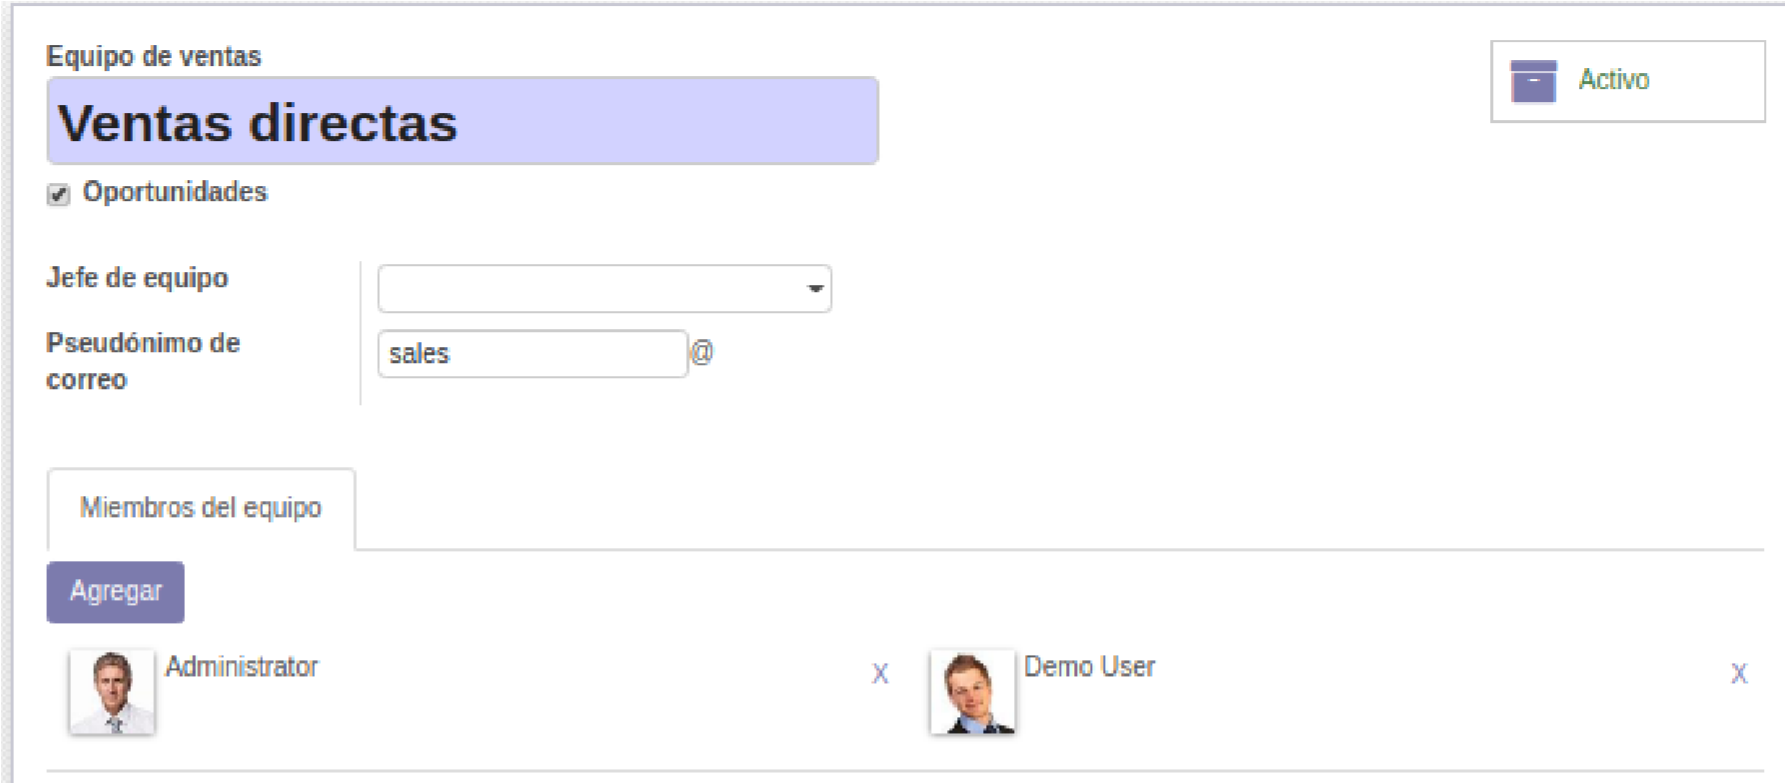 Equipo de ventas
Activo
Ventas directas
Oportunidades
Jefe de equipo
Pseudónimo de
correo
sales @
Miembros del equipo
Agregar
Administrator X Demo User X